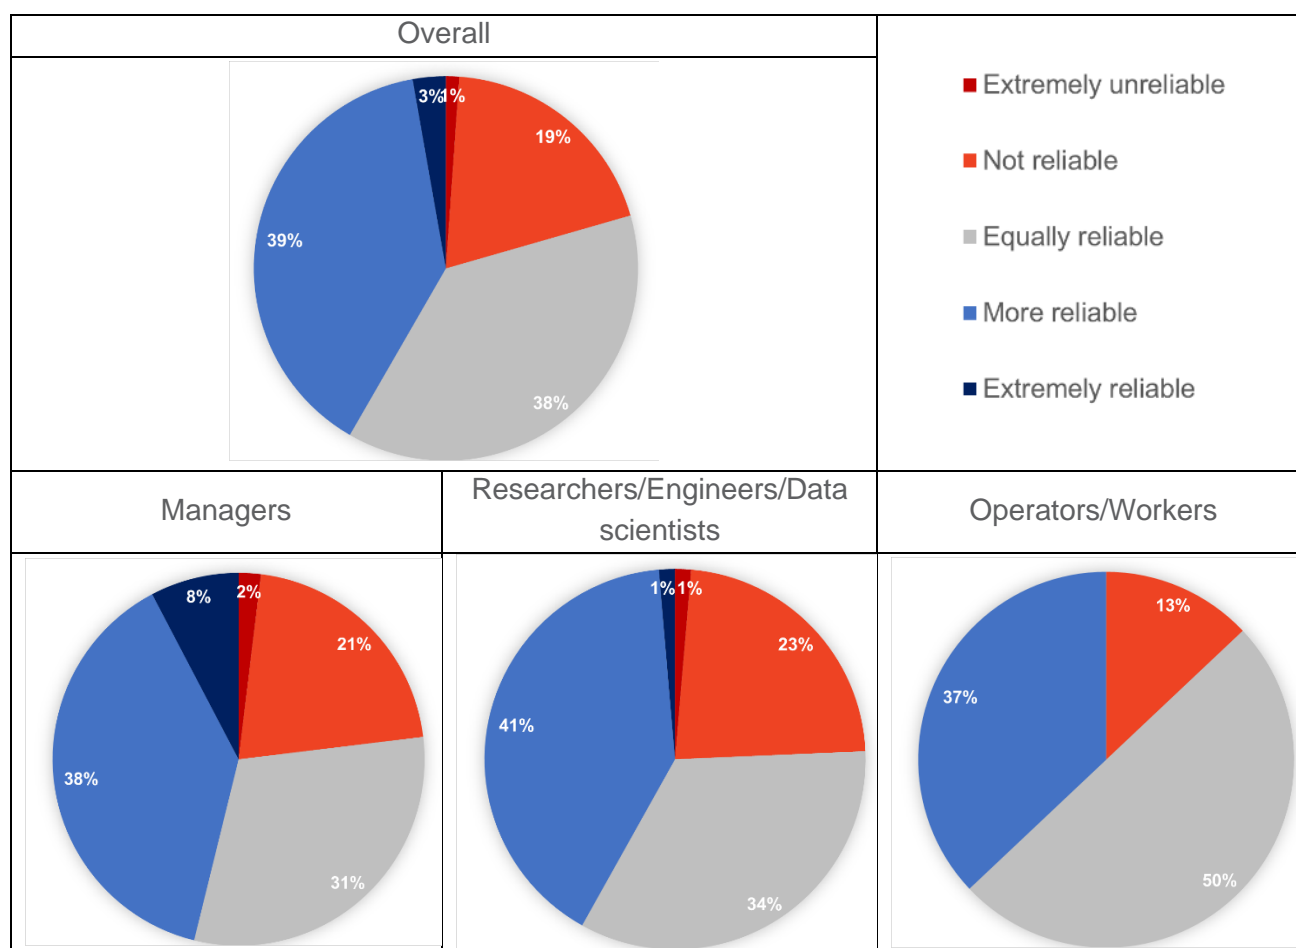 Overall
3%
1%
19%
39%
38%
Extremely unreliable
Not reliable
Equally reliable
More reliable
Extremely reliable
Managers
Researchers/Engineers/Data
scientists
Operators/Workers
8%
2%
21%
38%
31%
1%
1%
23%
41%
34%
13%
37%
50%